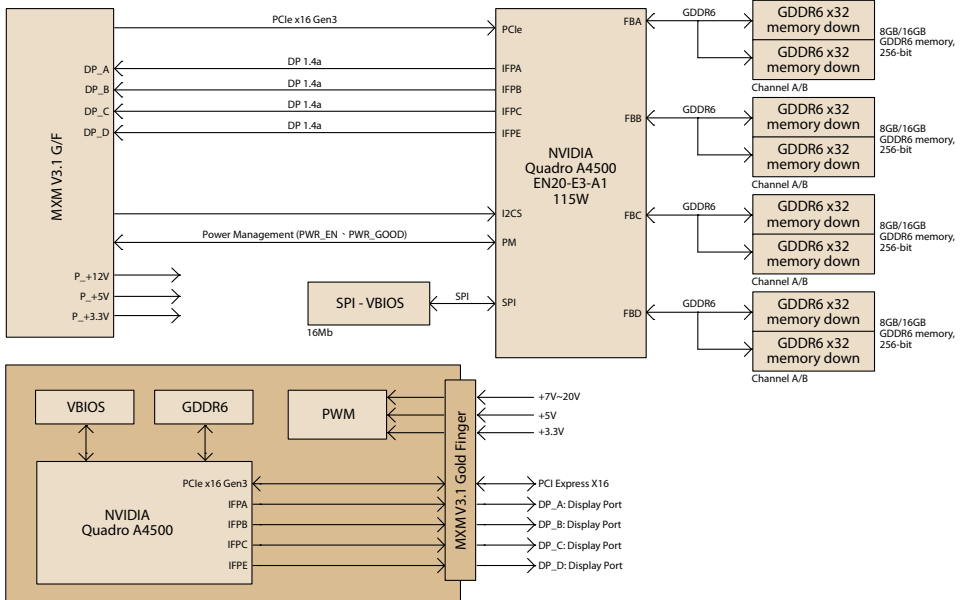 PCIe x16 Gen3
DP 1.4a
DP 1.4a
DP 1.4a
DP 1.4a
MXM V3.1 G/F
DP_A
DP_B
DP_C
DP_D
P_+12V
P_+5V
P_+3.3V
Power Management (PWR_EN、PWR_GOOD)
SPI - VBIOS
16Mb
SPI
PCIe
IFPA
IFPB
IFPC
IFPE
I2CS
PM
SPI
NVIDIA
Quadro A4500
EN20-E3-A1
115W
FBA
FBB
FBC
FBD
GDDR6
GDDR6 x32
memory down
GDDR6 x32
memory down
Channel A/B
8GB/16GB
GDDR6 memory,
256-bit
GDDR6
GDDR6 x32
memory down
GDDR6 x32
memory down
Channel A/B
8GB/16GB
GDDR6 memory,
256-bit
GDDR6
GDDR6 x32
memory down
GDDR6 x32
memory down
Channel A/B
8GB/16GB
GDDR6 memory,
256-bit
GDDR6
GDDR6 x32
memory down
GDDR6 x32
memory down
Channel A/B
8GB/16GB
GDDR6 memory,
256-bit
VBIOS
GDDR6
PWM
NVIDIA
Quadro A4500
PCIe x16 Gen3
IFPA
IFPB
IFPC
IFPE
MXM V3.1 Gold Finger
+7V~20V
+5V
+3.3V
PCI Express X16
DP_A: Display Port
DP_B: Display Port
DP_C: Display Port
DP_D: Display Port